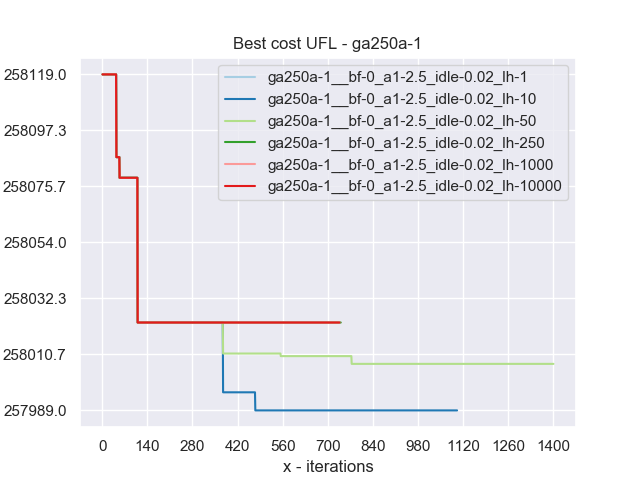 Best cost UFL - ga250a-1
ga250a-1__bf-0_a1-2.5_idle-0.02_lh-1
ga250a-1__bf-0_a1-2.5_idle-0.02_lh-10
ga250a-1__bf-0_a1-2.5_idle-0.02_lh-50
ga250a-1__bf-0_a1-2.5_idle-0.02_lh-250
ga250a-1__bf-0_a1-2.5_idle-0.02_lh-1000
ga250a-1__bf-0_a1-2.5_idle-0.02_lh-10000
258119.0
258097.3
258075.7
258054.0
258032.3
258010.7
257989.0
0 140 280 420 560 700 840 980 1120 1260 1400
x - iterations